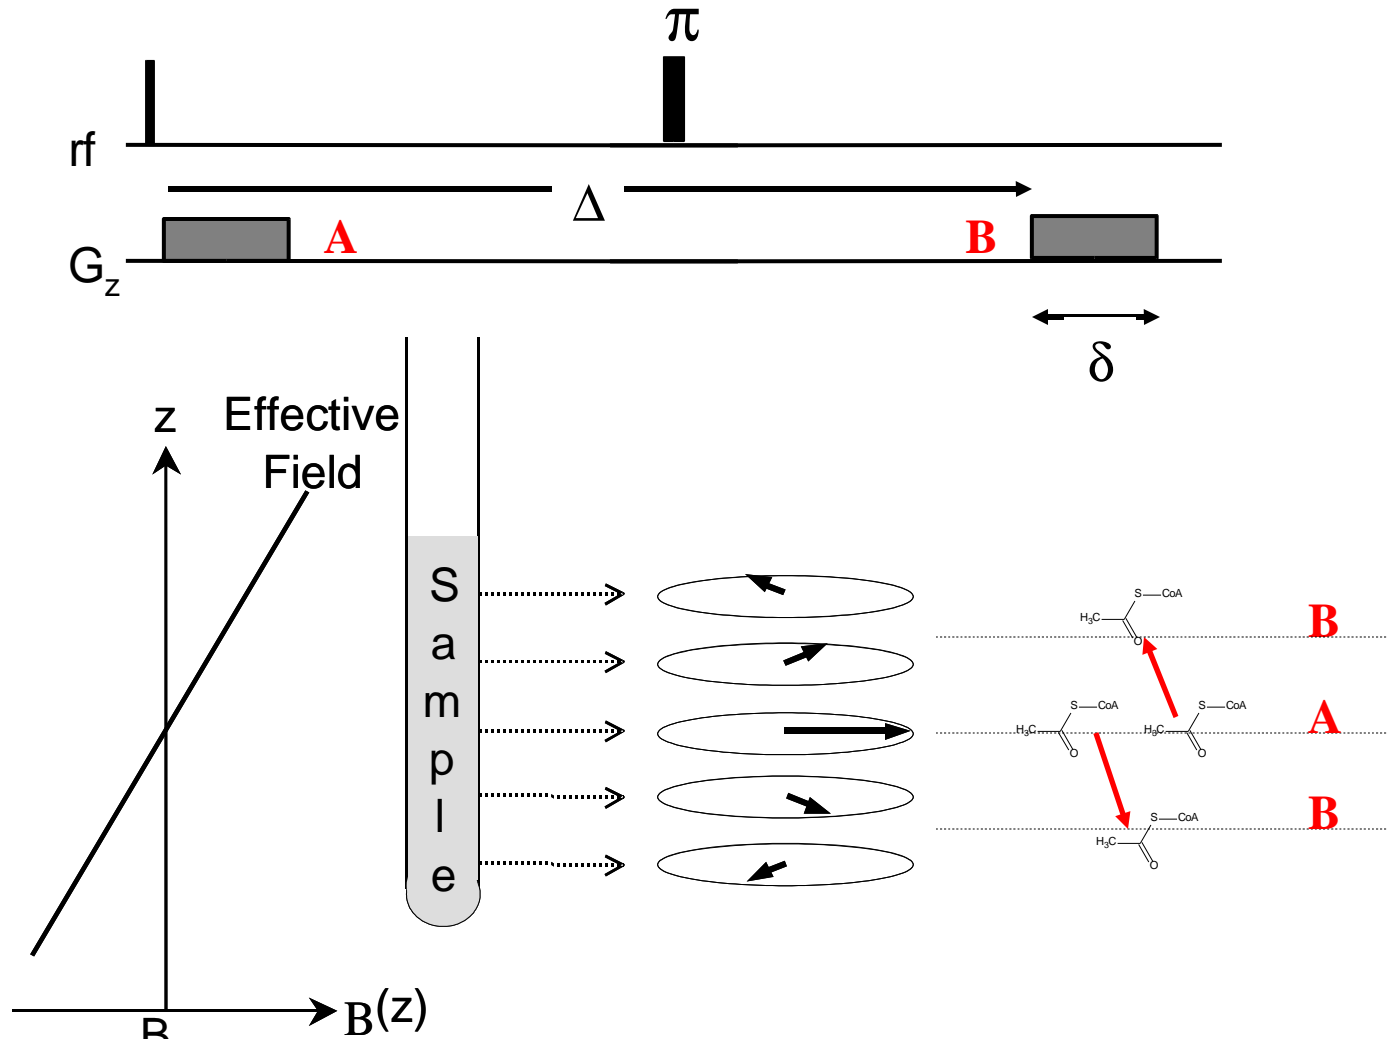 π
rf
Δ
A
B
Gz
δ
z
Effective
Field
S
a
m
p
l
e
S—CoA
H3C
O
B
S—CoA
S—CoA
H3C
H3C
O
O
A
S—CoA
H3C
O
B
B(z)
B